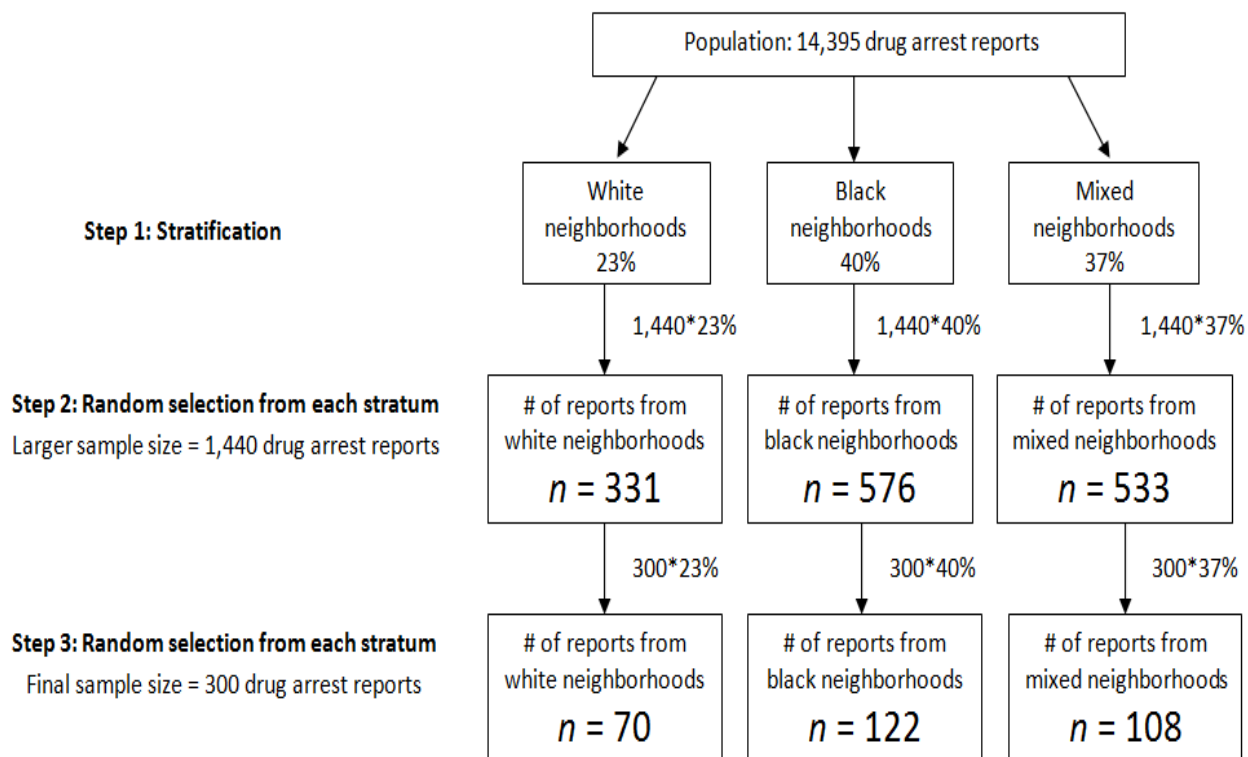 Population: 14,395 drug arrest reports
Step 1: Stratification
White
neighborhoods
23%
Black
neighborhoods
40%
Mixed
neighborhoods
37%
1,440*23%
1,440*40%
1,440*37%
Step 2: Random selection from each stratum
Larger sample size = 1,440 drug arrest reports
# of reports from
white neighborhoods
n = 331
# of reports from
black neighborhoods
n = 576
# of reports from
mixed neighborhoods
n = 533
300*23%
300*40%
300*37%
Step 3: Random selection from each stratum
Final sample size = 300 drug arrest reports
# of reports from
white neighborhoods
n = 70
# of reports from
black neighborhoods
n = 122
# of reports from
mixed neighborhoods
n = 108